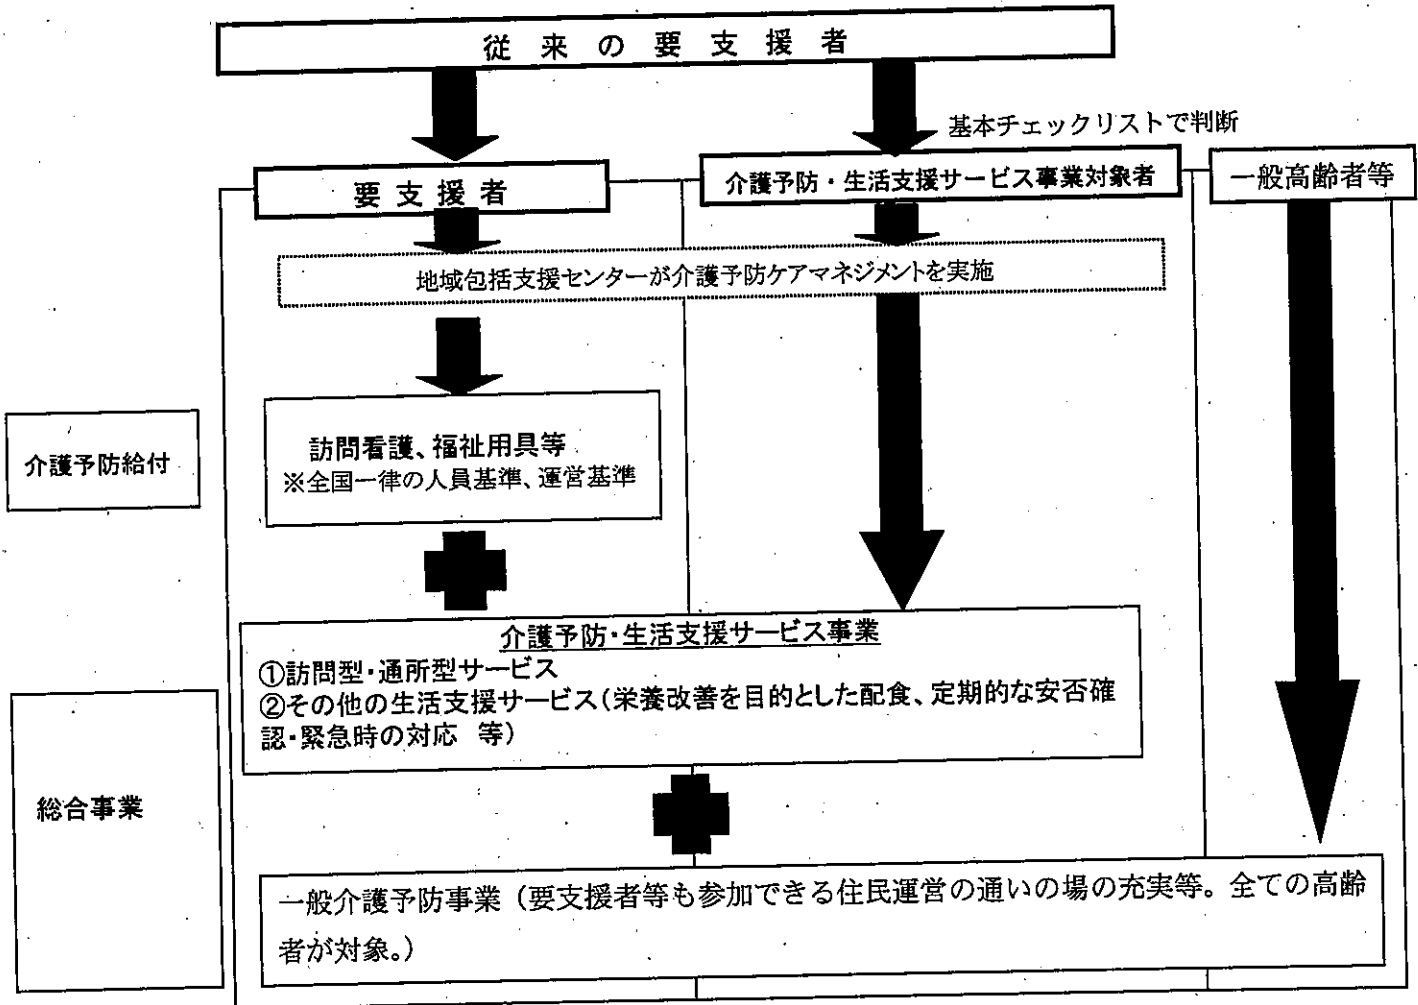 従来の要支援者
基本チェックリストで判断
要支援者
介護予防・生活支援サービス事業対象者
一般高齢者等
地域包括支援センターが介護予防ケアマネジメントを実施
介護予防給付
訪問看護、福祉用具等
※全国一律の人員基準、運営基準
介護予防・生活支援サービス事業
①訪問型・通所型サービス
②その他の生活支援サービス(栄養改善を目的とした配食、定期的な安否確
認・緊急時の対応 等)
総合事業
一般介護予防事業（要支援者等も参加できる住民運営の通いの場の充実等。全ての高齢
者が対象。）